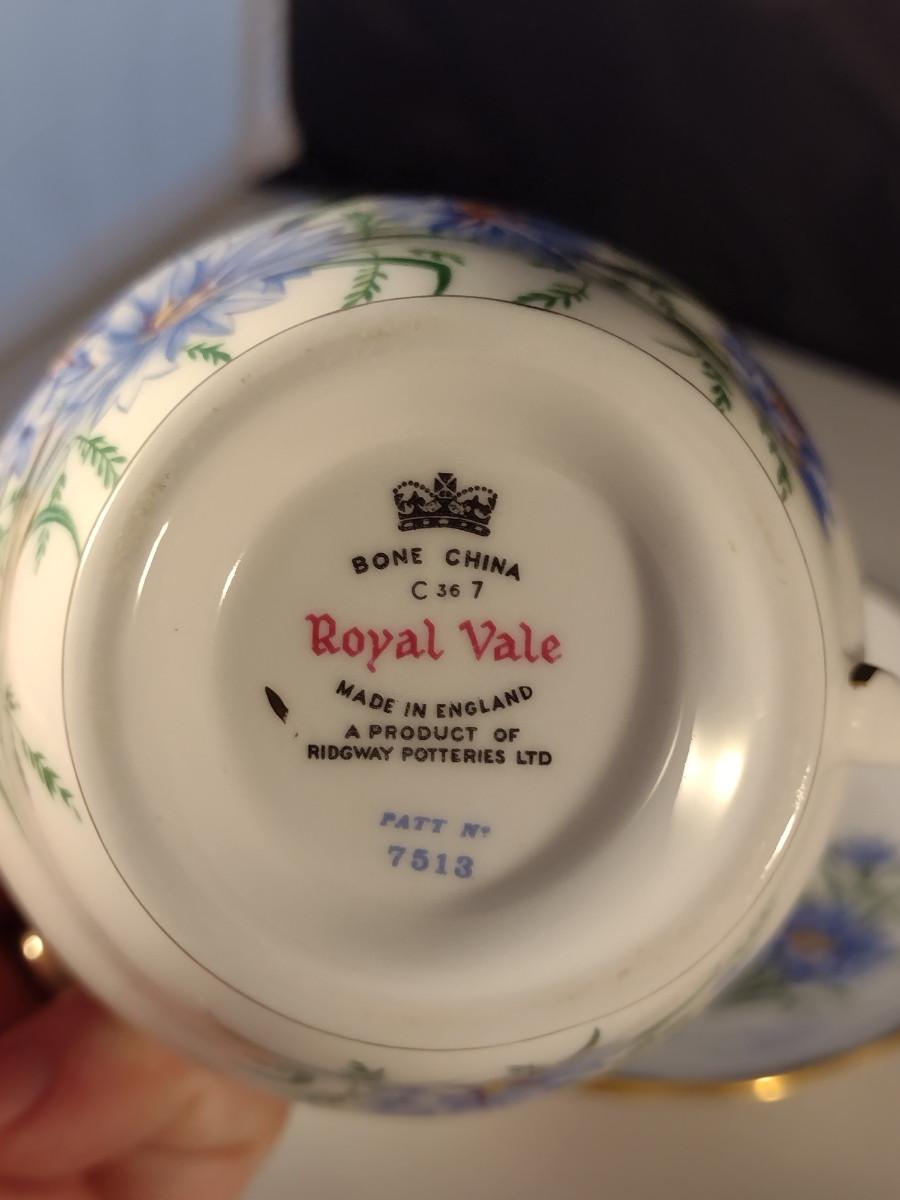 BONE CHINA
C 36 7
Royal Vale
MADE IN ENGLAND
A PRODUCT OF
RIDGWAY POTTERIES LTD
PATT Nº
7513